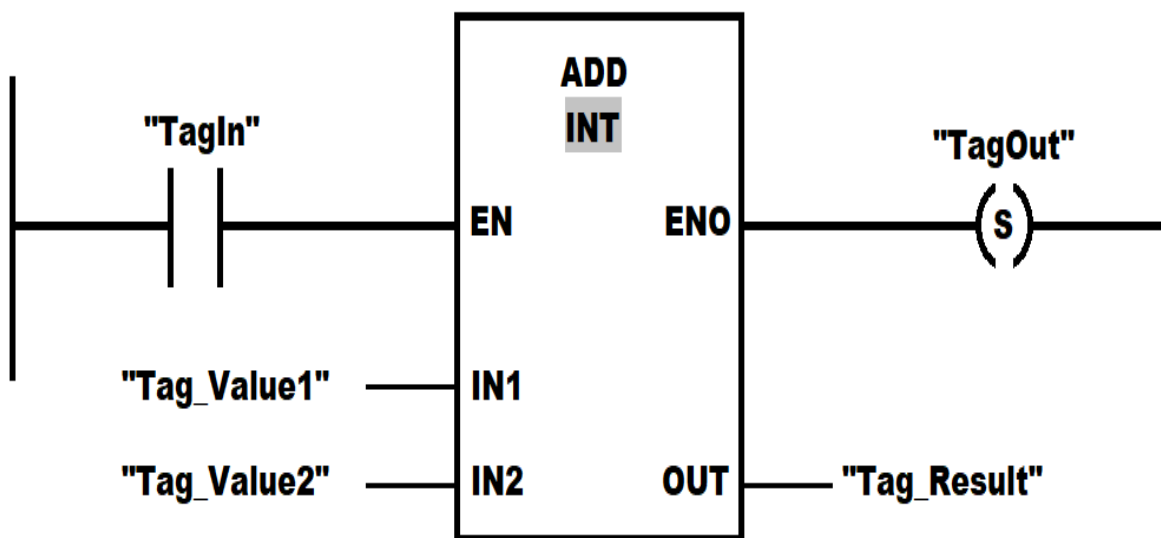 ADD
INT
"TagIn"
"TagOut"
EN
ENO
S
"Tag_Value1"
IN1
"Tag_Value2"
IN2
OUT
"Tag_Result"